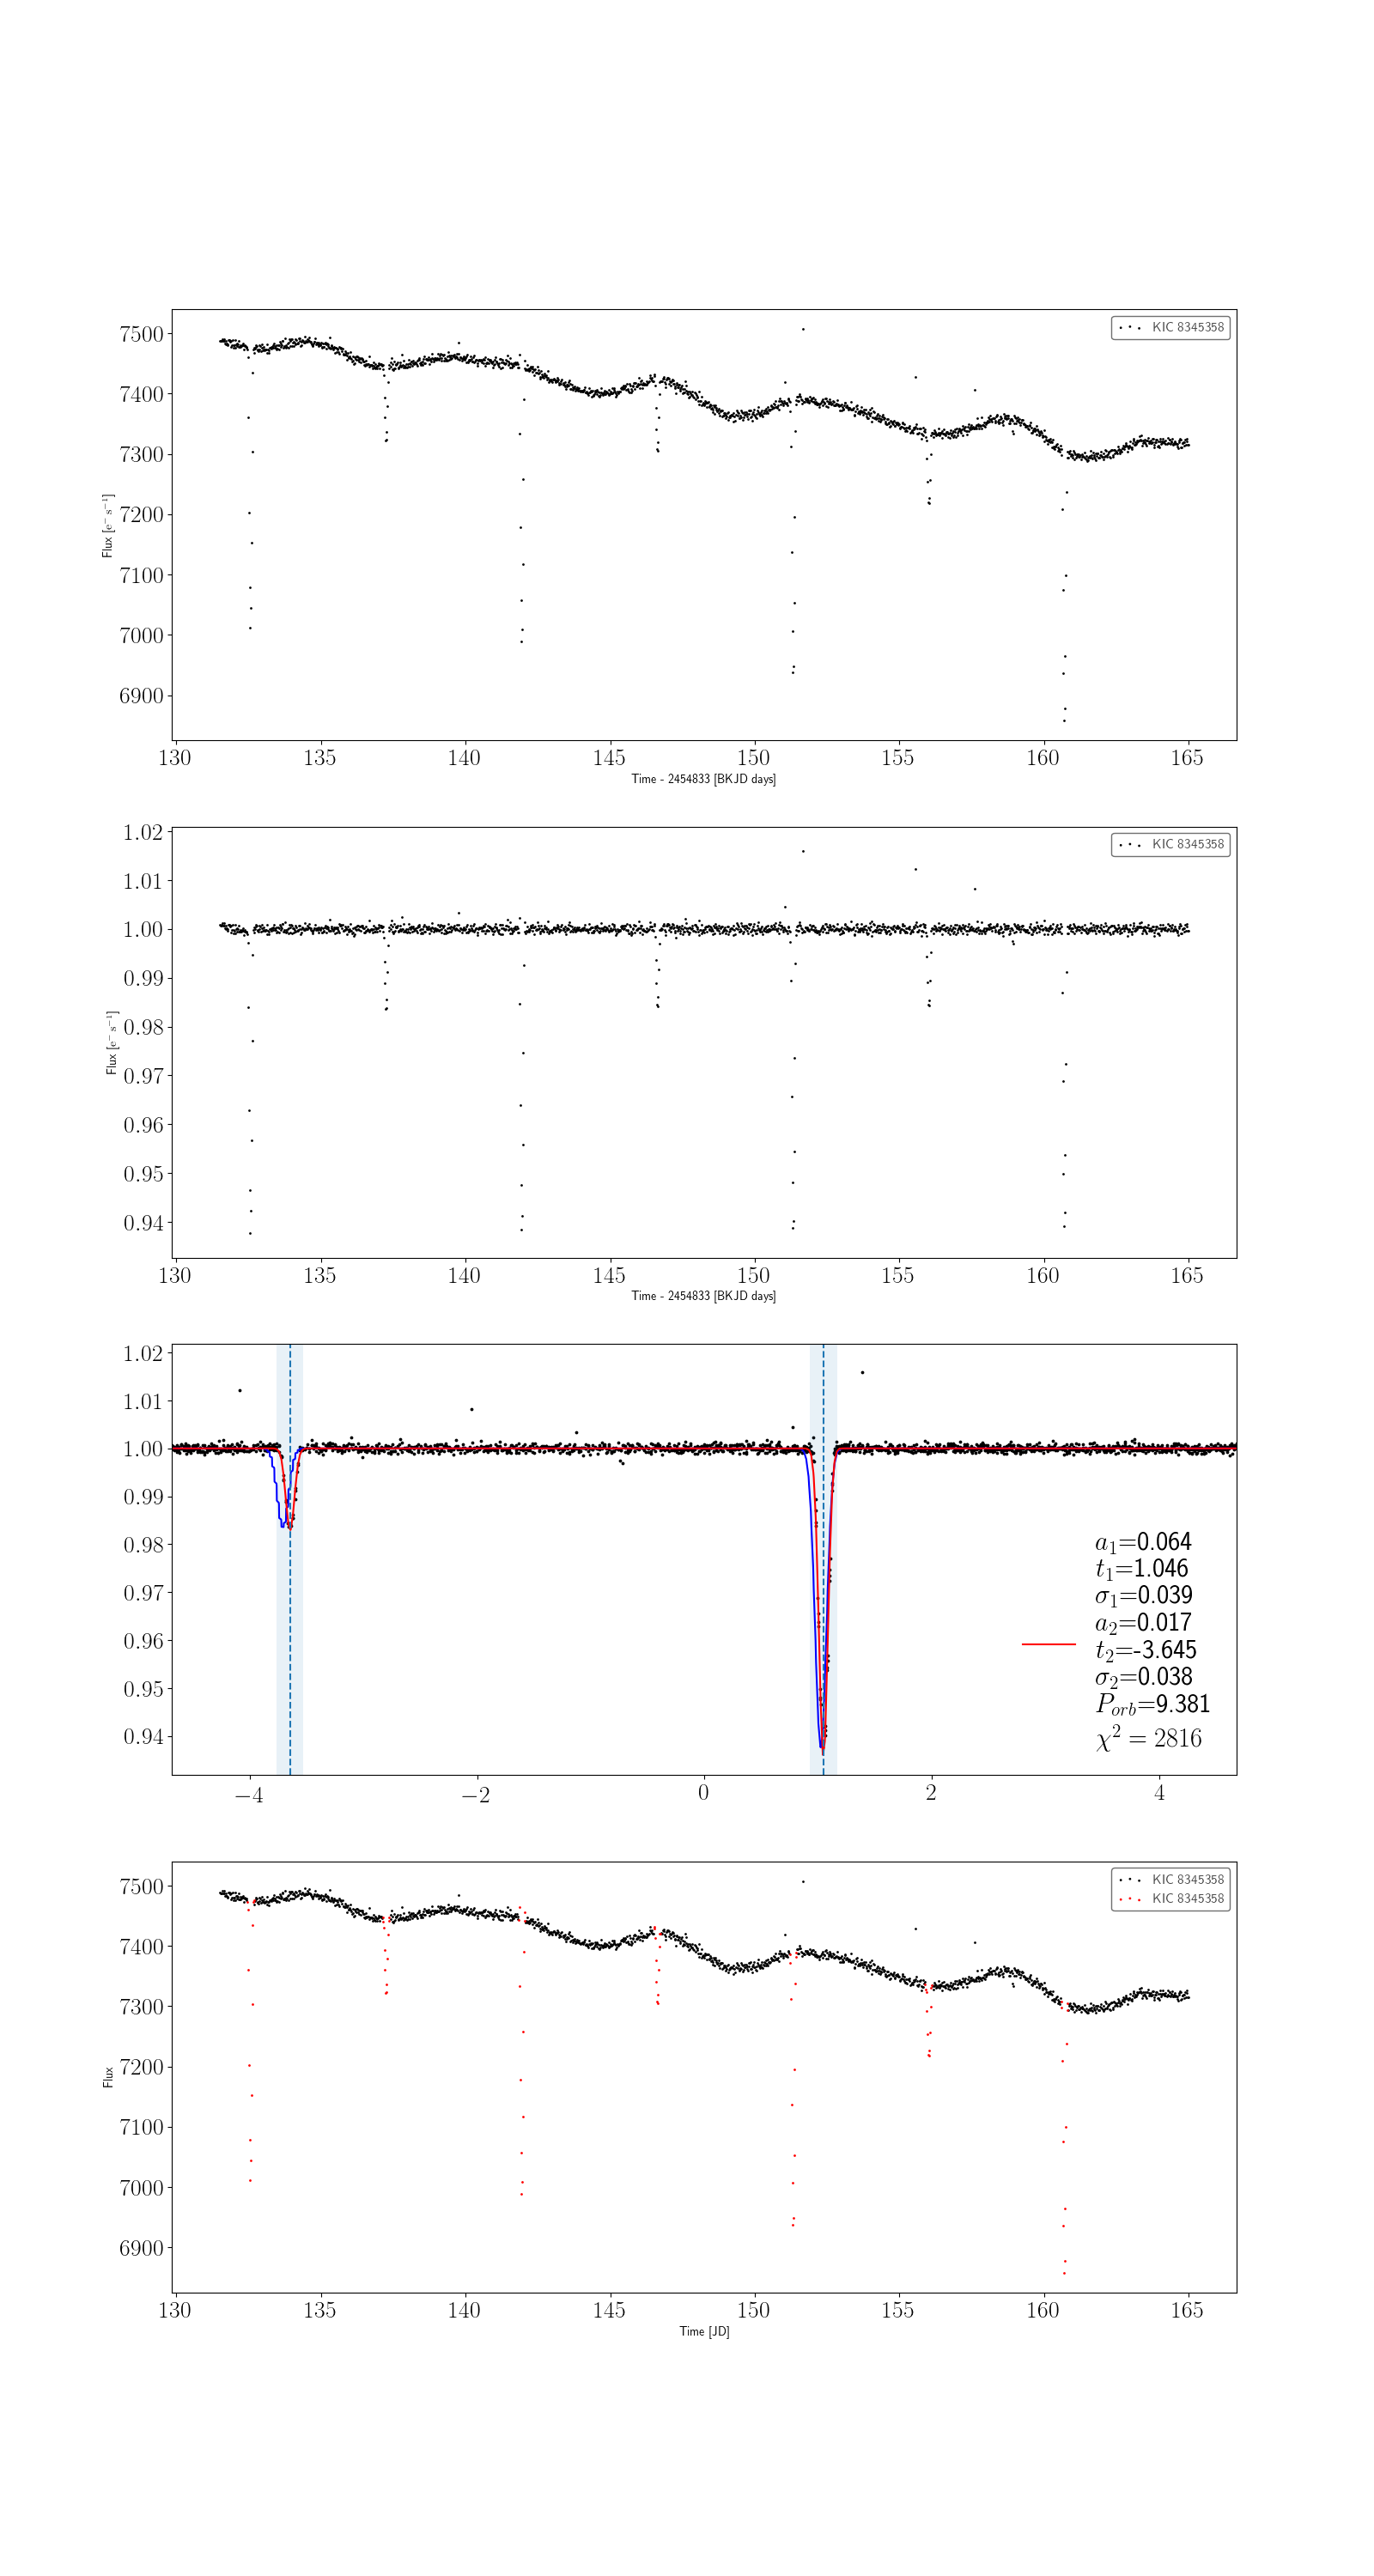 KIC 8345358
7500
7400
7300
7200
7100
7000
6900
Flux [e⁻ s⁻¹]
130 135 140 145 150 155 160 165
Time - 2454833 [BKJD days]
KIC 8345358
1.02
1.01
1.00
0.99
0.98
0.97
0.96
0.95
0.94
Flux [e⁻ s⁻¹]
130 135 140 145 150 155 160 165
Time - 2454833 [BKJD days]
1.02
1.01
1.00
0.99
0.98
0.97
0.96
0.95
0.94
a₁=0.064
t₁=1.046
σ₁=0.039
a₂=0.017
t₂=-3.645
σ₂=0.038
P_orb=9.381
χ² = 2816
−4 −2 0 2 4
KIC 8345358
KIC 8345358
7500
7400
7300
7200
7100
7000
6900
Flux
130 135 140 145 150 155 160 165
Time [JD]